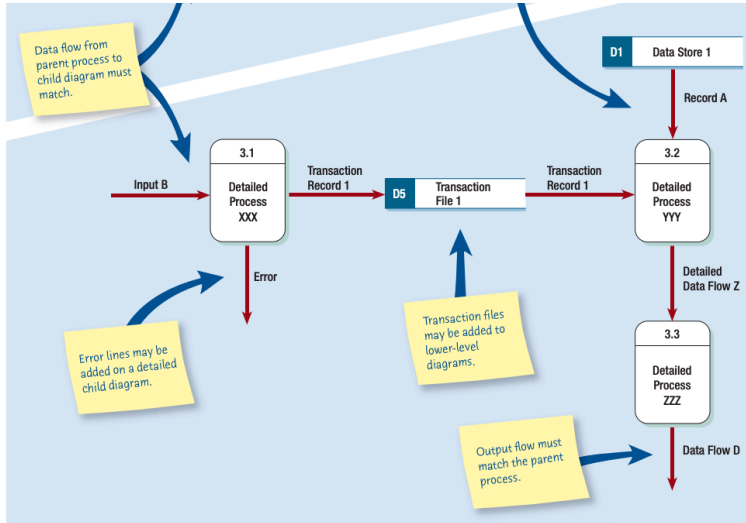 Data flow from
parent process to
child diagram must
match.
D1
Data Store 1
Record A
3.1
Detailed
Process
XXX
Input B
Transaction
Record 1
D5
Transaction
File 1
Transaction
Record 1
3.2
Detailed
Process
YYY
Error
Detailed
Data Flow Z
Error lines may be
added on a detailed
child diagram.
Transaction files
may be added to
lower-level
diagrams.
3.3
Detailed
Process
ZZZ
Output flow must
match the parent
process.
Data Flow D